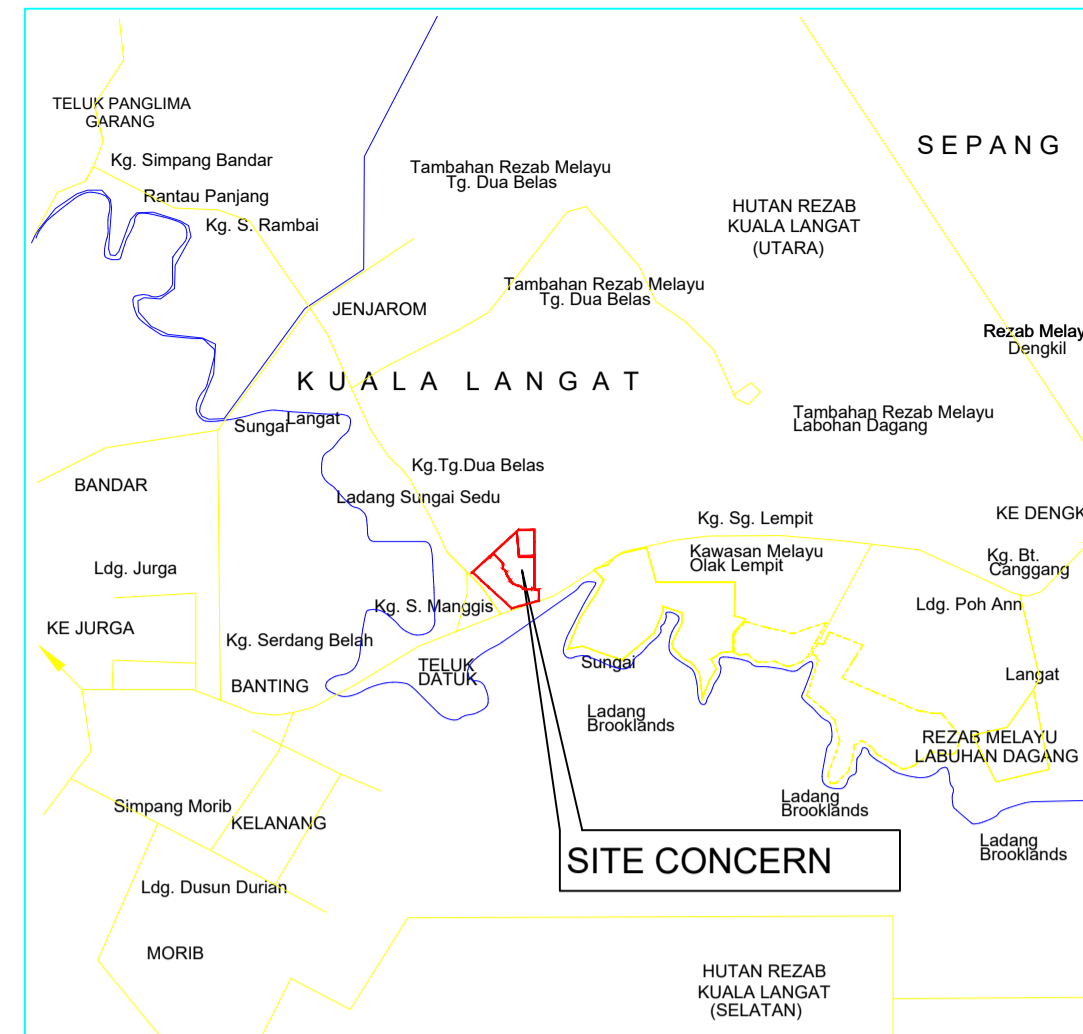 TELUK PANGLIMA
GARANG
SEPANG
Kg. Simpang Bandar
Tambahan Rezab Melayu
Tg. Dua Belas
Rantau Panjang
Kg. S. Rambai
HUTAN REZAB
KUALA LANGAT
(UTARA)
Tambahan Rezab Melayu
Tg. Dua Belas
JENJAROM
Rezab Melay
Dengkil
KUALA LANGAT
Tambahan Rezab Melayu
Labohan Dagang
Sungai
Langat
Kg.Tg.Dua Belas
BANDAR
Ladang Sungai Sedu
Kg. Sg. Lempit
KE DENGK
Kawasan Melayu
Olak Lempit
Kg. Bt.
Canggang
Ldg. Jurga
Kg. S. Manggis
Ldg. Poh Ann
KE JURGA
Kg. Serdang Belah
Sungai
TELUK
DATUK
Langat
BANTING
Ladang
Brooklands
REZAB MELAYU
LABUHAN DAGANG
Simpang Morib
KELANANG
Ladang
Brooklands
SITE CONCERN
Ladang
Brooklands
Ldg. Dusun Durian
MORIB
HUTAN REZAB
KUALA LANGAT
(SELATAN)